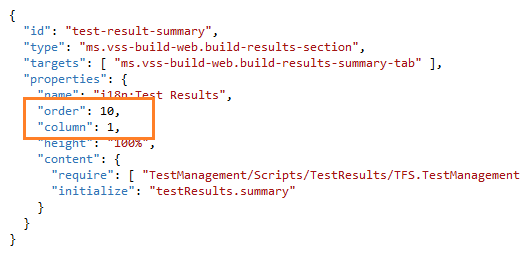 {
"id": "test-result-summary",
"type": "ms.vss-build-web.build-results-section",
"targets": [ "ms.vss-build-web.build-results-summary-tab" ],
"properties": {
"name": "i18n:Test Results",
"order": 10,
"column": 1,
"height": "100%",
"content": {
"require": [ "TestManagement/Scripts/TestResults/TFS.TestManagement
"initialize": "testResults.summary"
}
}
}